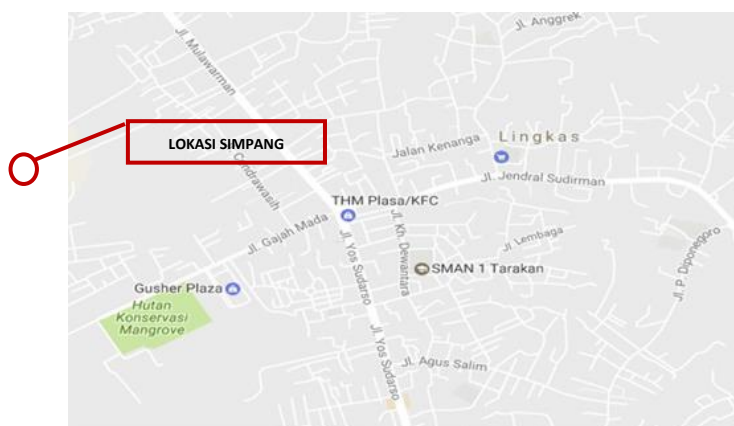 Jl. Anggrek
Jl. Mulawarman
LOKASI SIMPANG
Lingkas
Jalan Kenanga
Cendrawasih
Jl. Jendral Sudirman
THM Plasa/KFC
Jl. Gajah Mada
Jl. Kh. Dewantara
Jl. Lembaga
Jl. Yos Sudarso
SMAN 1 Tarakan
Jl. P. Diponegoro
Gusher Plaza
Hutan
Konservasi
Mangrove
Jl. Yos Sudarso
Jl. Agus Salim